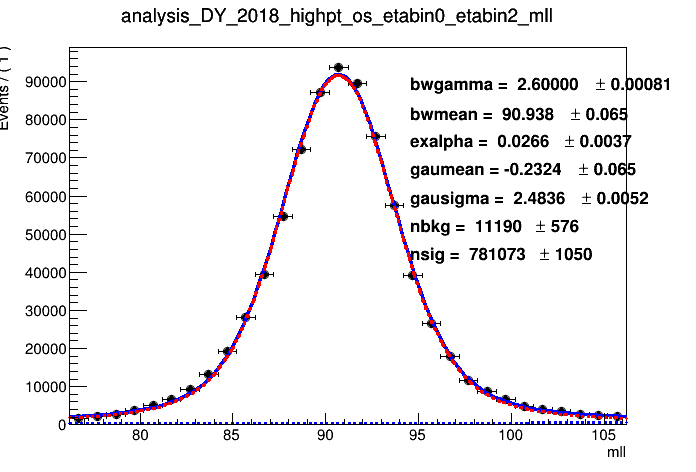 analysis_DY_2018_highpt_os_etabin0_etabin2_mll
Events / ( 1 )
90000
80000
70000
60000
50000
40000
30000
20000
10000
0
bwgamma = 2.60000 ± 0.00081
bwmean = 90.938 ± 0.065
exalpha = 0.0266 ± 0.0037
gaumean = -0.2324 ± 0.065
gausigma = 2.4836 ± 0.0052
nbkg = 11190 ± 576
nsig = 781073 ± 1050
80 85 90 95 100 105
mll